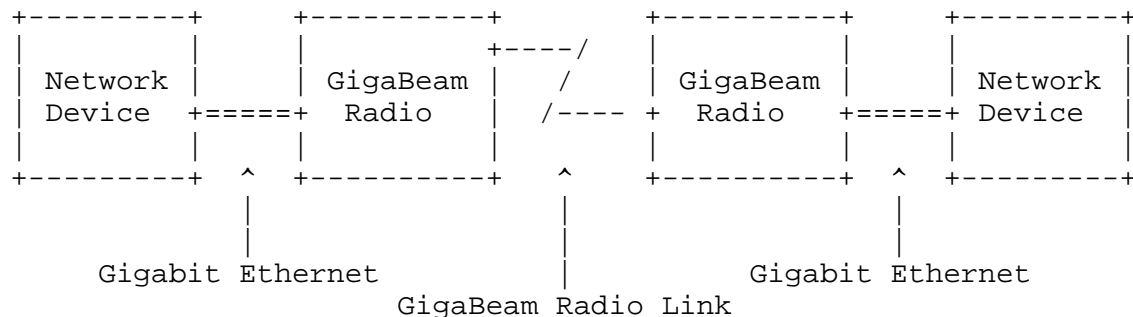 Network GigaBeam GigaBeam Network
Device Radio Radio Device
Gigabit Ethernet Gigabit Ethernet
GigaBeam Radio Link